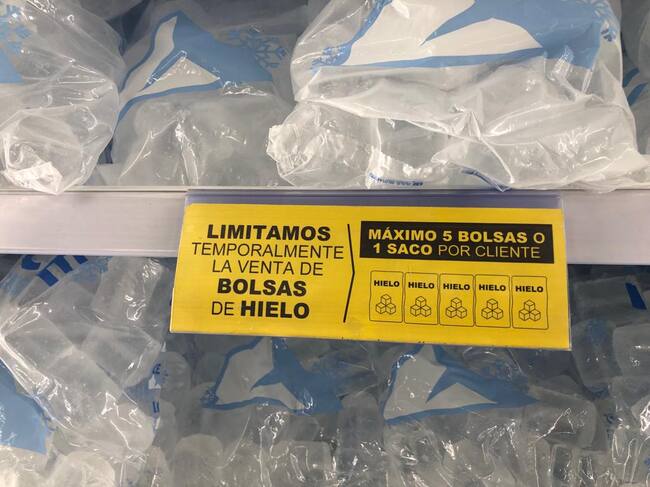 LIMITAMOS
TEMPORALMENTE
LA VENTA DE
BOLSAS
DE HIELO
MÁXIMO 5 BOLSAS O
1 SACO POR CLIENTE
HIELO HIELO HIELO HIELO HIELO